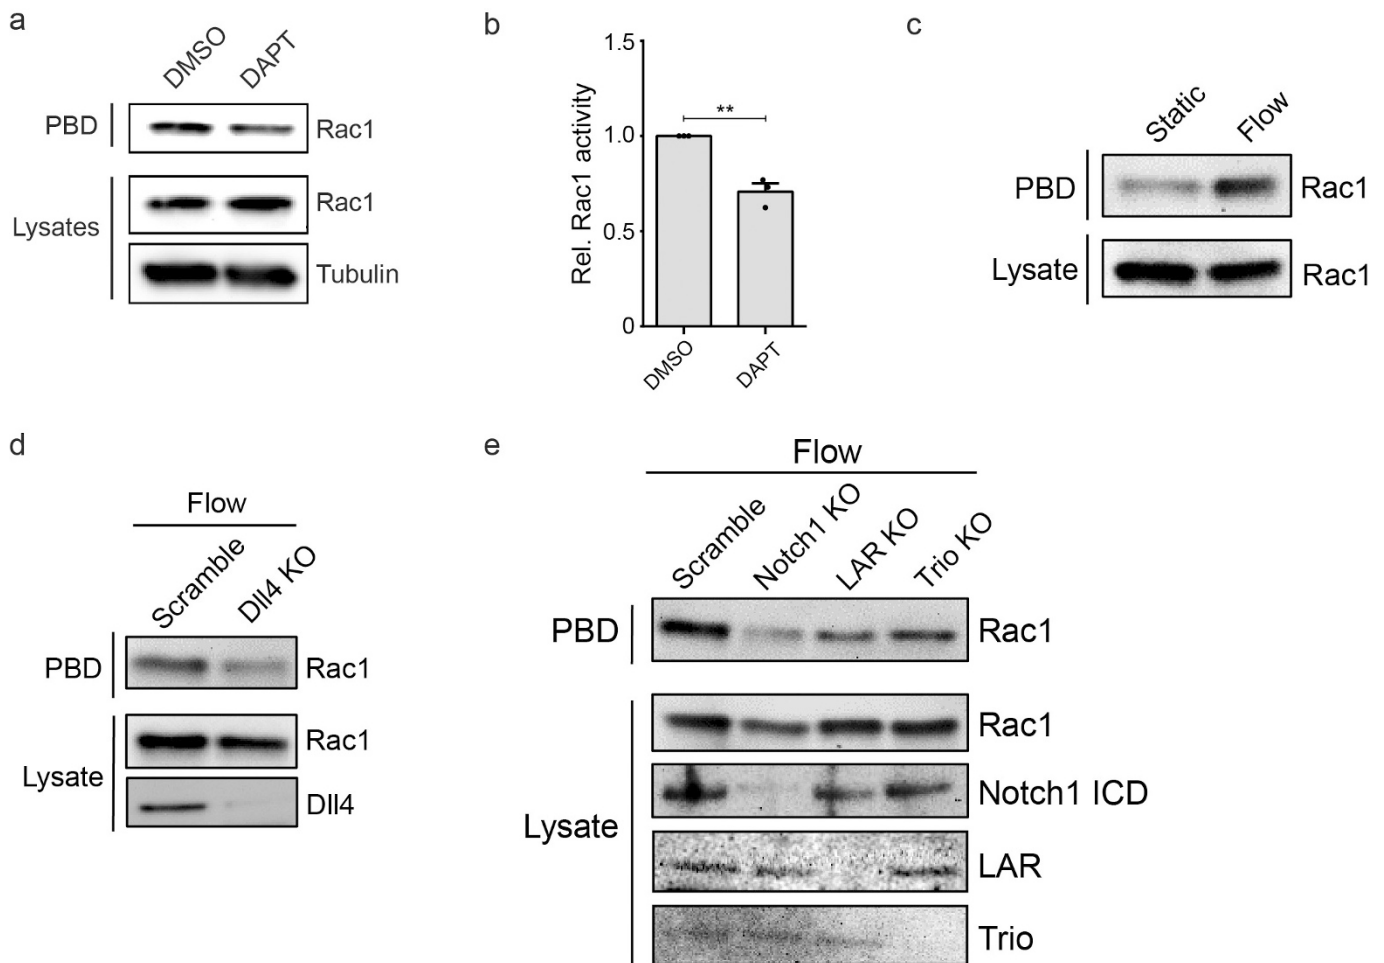 a
DMSO
DAPT
PBD
Rac1
Lysates
Rac1
Tubulin
b
Rel. Rac1 activity
1.5
1.0
0.5
0
**
DMSO
DAPT
c
Static
Flow
PBD
Rac1
Lysate
Rac1
d
Flow
Scramble
Dll4 KO
PBD
Rac1
Lysate
Rac1
Dll4
e
Flow
Scramble
Notch1 KO
LAR KO
Trio KO
PBD
Rac1
Lysate
Rac1
Notch1 ICD
LAR
Trio